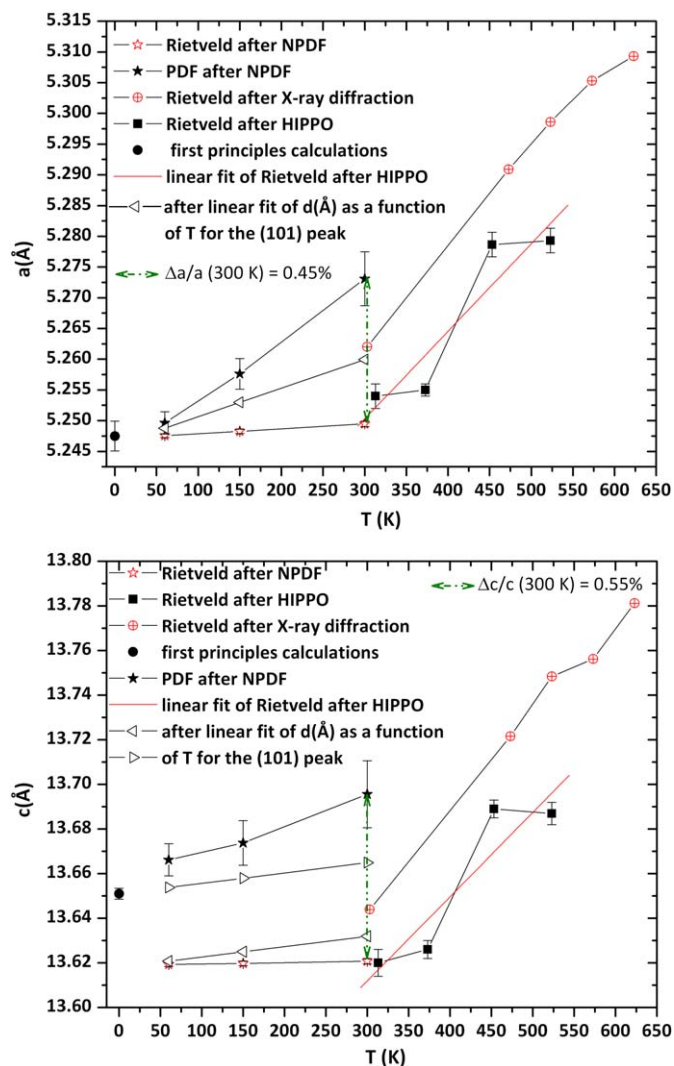 5.315
5.310
5.305
5.300
5.295
5.290
5.285
5.280
5.275
5.270
5.265
5.260
5.255
5.250
5.245
a(Å)
Rietveld after NPDF
PDF after NPDF
Rietveld after X-ray diffraction
Rietveld after HIPPO
first principles calculations
linear fit of Rietveld after HIPPO
after linear fit of d(Å) as a function
of T for the (101) peak
Δa/a (300 K) = 0.45%
0 50 100 150 200 250 300 350 400 450 500 550 600 650
T (K)
13.80
13.78
13.76
13.74
13.72
13.70
13.68
13.66
13.64
13.62
13.60
c(Å)
Rietveld after NPDF
Rietveld after HIPPO
Rietveld after X-ray diffraction
first principles calculations
PDF after NPDF
linear fit of Rietveld after HIPPO
after linear fit of d(Å) as a function
of T for the (101) peak
Δc/c (300 K) = 0.55%
0 50 100 150 200 250 300 350 400 450 500 550 600 650
T (K)